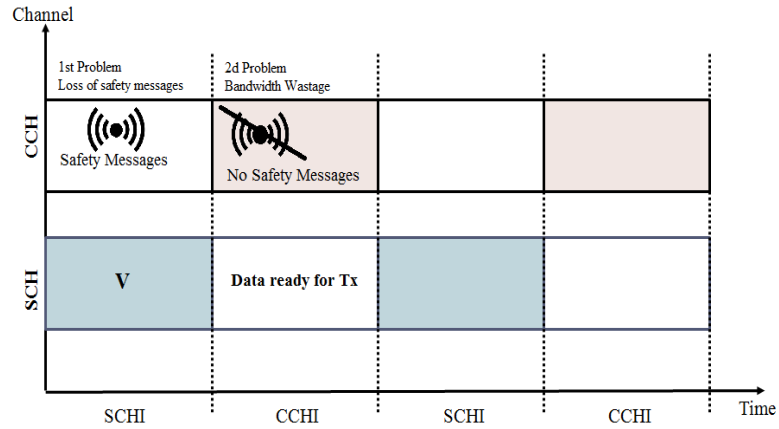 Channel
1st Problem
Loss of safety messages
2d Problem
Bandwidth Wastage
CCH
Safety Messages
No Safety Messages
SCH
V
Data ready for Tx
Time
SCHI
CCHI
SCHI
CCHI